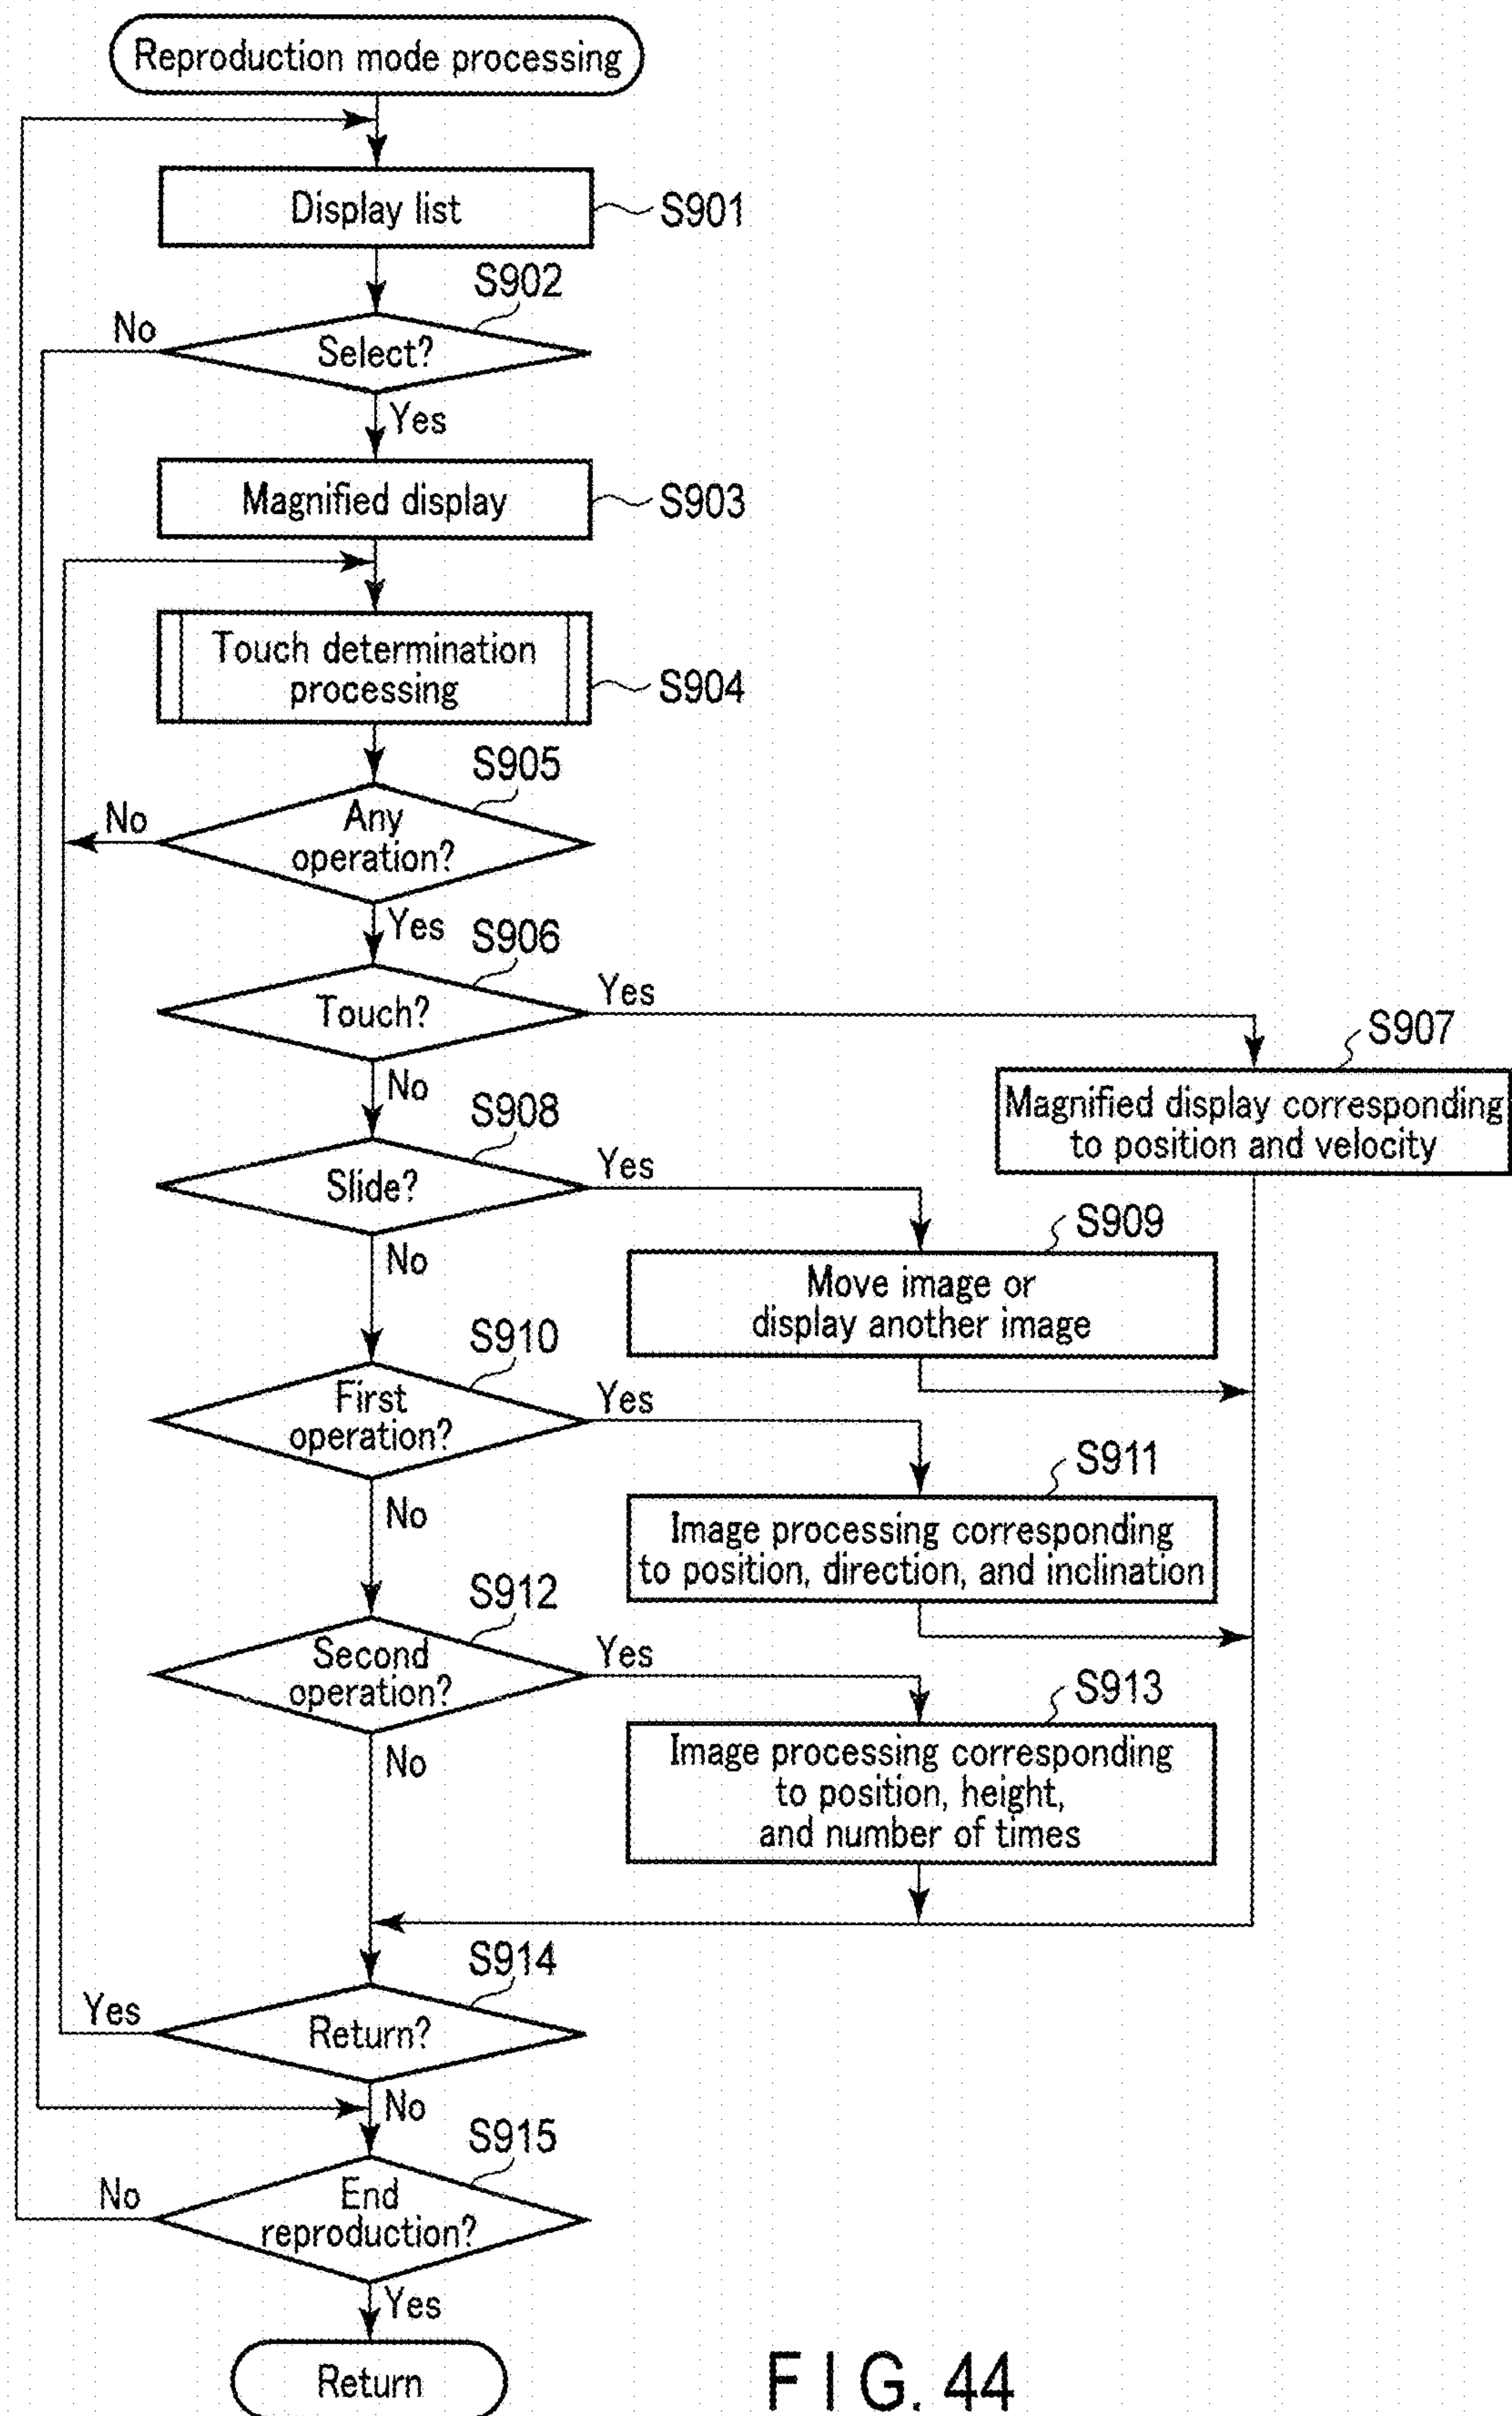 Reproduction mode processing
Display list
S901
S902
No
Select?
Yes
Magnified display
S903
Touch determination
processing
S904
S905
No
Any
operation?
Yes
S906
Touch?
Yes
No
S907
Magnified display corresponding
to position and velocity
S908
Slide?
Yes
No
S909
Move image or
display another image
S910
First
operation?
Yes
No
S911
Image processing corresponding
to position, direction, and inclination
S912
Second
operation?
Yes
No
S913
Image processing corresponding
to position, height,
and number of times
S914
Yes
Return?
No
S915
No
End
reproduction?
Yes
Return
FIG. 44